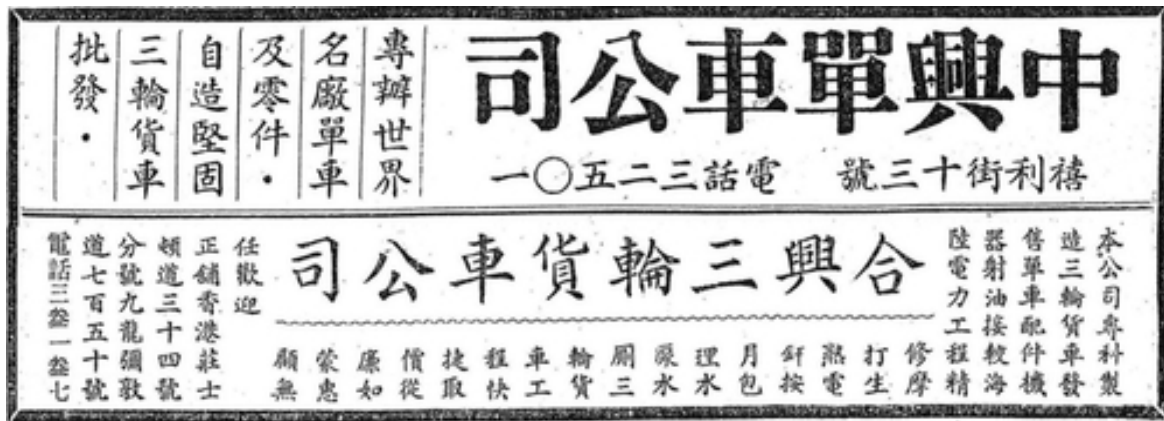 中興單車公司
禧利街十三號 電話三二五〇一
專辦世界
名廠單車
及零件．
自造堅固
三輪貨車
批發．
本公司專科製
造三輪貨車發
售單車配件機
器射油接較海
陸電力工程精
合興三輪貨車公司
修摩
打生
熱電
釬按
月包
理水
泵水
厠三
輪貨
車工
程快
捷取
價從
廉如
蒙惠
顧無
任歡迎
正舖香港莊士
頓道三十四號
分號九龍彌敦
道七百五十號
電話三叁一叁七